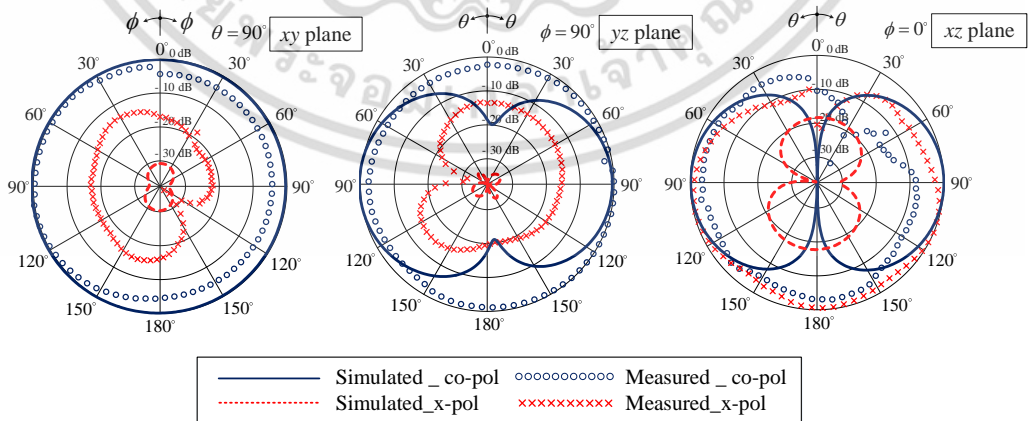 ϕ ϕ θ = 90° xy plane
θ θ ϕ = 90° yz plane
θ θ ϕ = 0° xz plane
0° 0 dB
30° 30°
-10 dB
60° 60°
-20 dB
-30 dB
90° 90°
120° 120°
150° 150°
180°
0° 0 dB
30° 30°
-10 dB
60° 60°
-20 dB
-30 dB
90° 90°
120° 120°
150° 150°
180°
0° 0 dB
30° 30°
-10 dB
60° 60°
-20 dB
-30 dB
90° 90°
120° 120°
150° 150°
180°
Simulated _ co-pol Measured _ co-pol
Simulated_x-pol Measured_x-pol